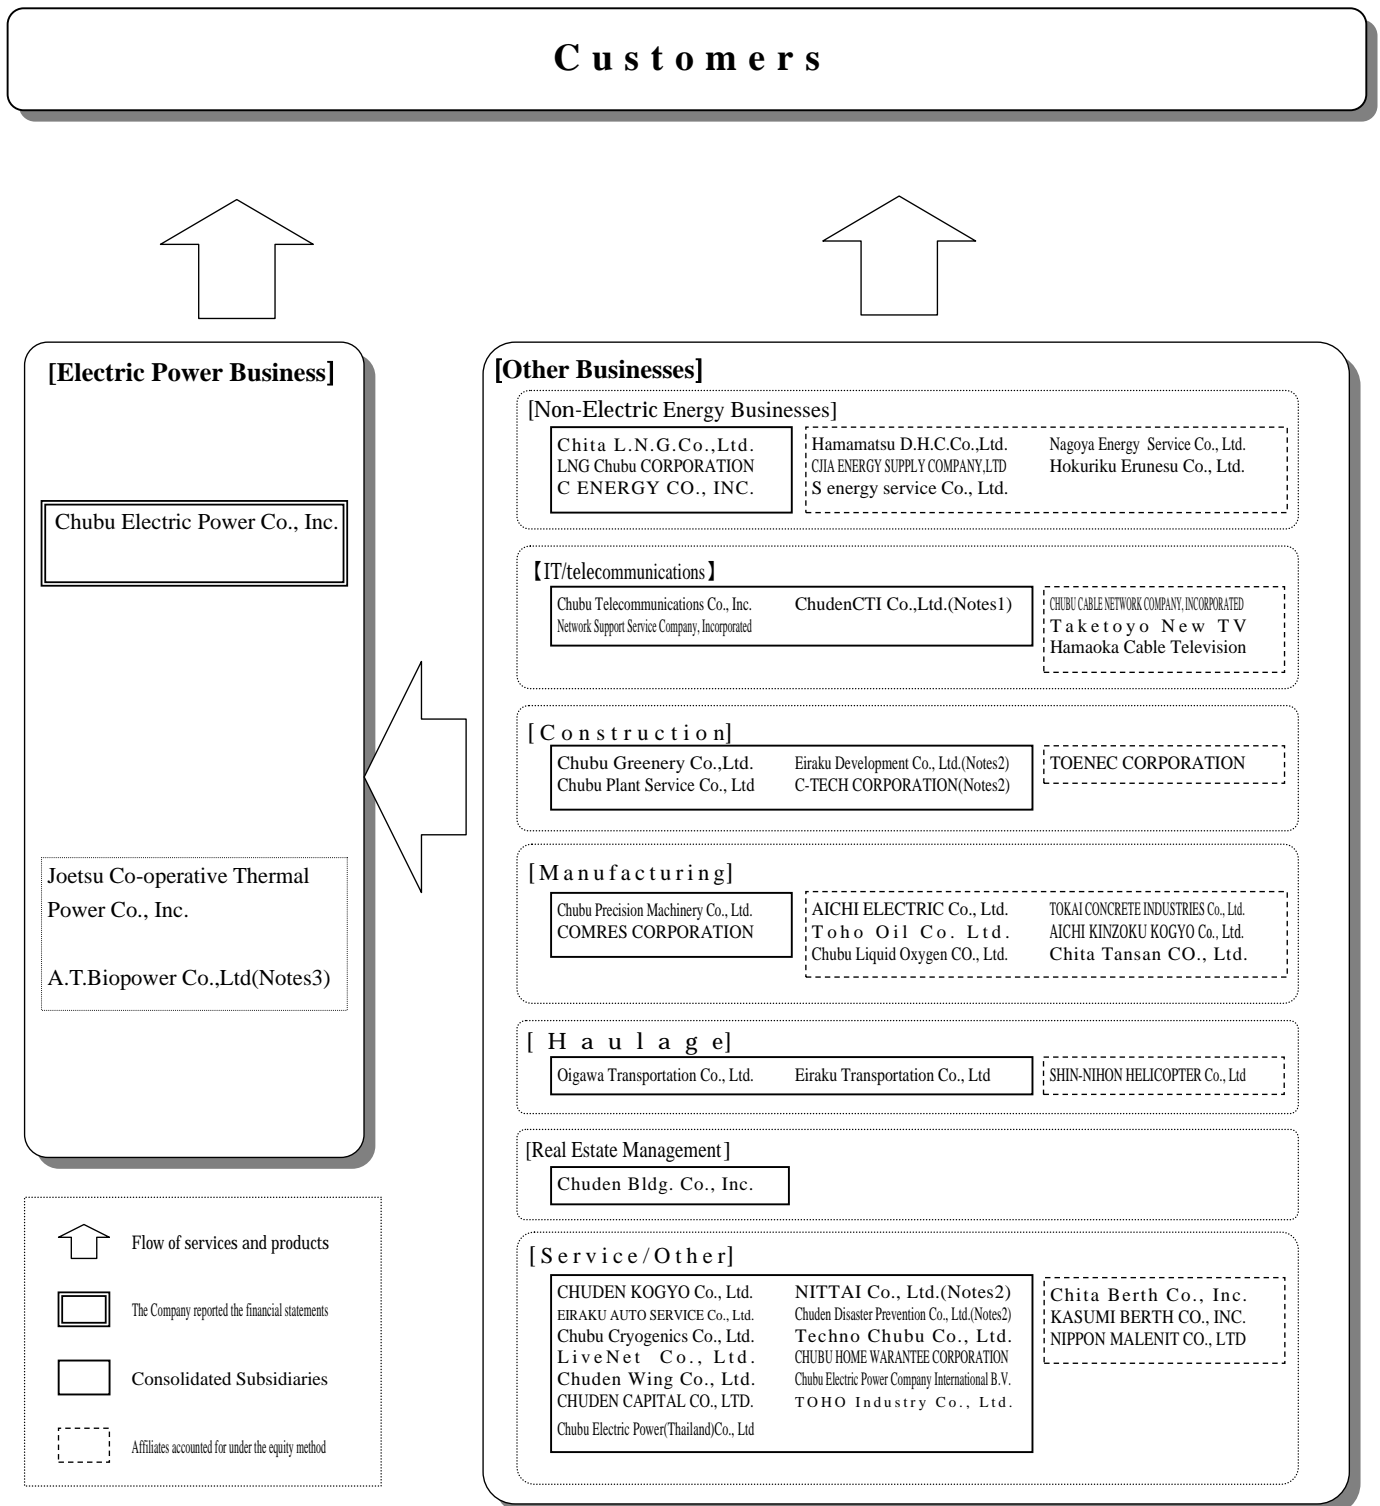 Customers
[Electric Power Business]
Chubu Electric Power Co., Inc.
Joetsu Co-operative Thermal
Power Co., Inc.
A.T.Biopower Co.,Ltd(Notes3)
Flow of services and products
The Company reported the financial statements
Consolidated Subsidiaries
Affiliates accounted for under the equity method
[Other Businesses]
[Non-Electric Energy Businesses]
Chita L.N.G.Co.,Ltd.
LNG Chubu CORPORATION
C ENERGY CO., INC.
Hamamatsu D.H.C.Co.,Ltd.
CJIA ENERGY SUPPLY COMPANY,LTD
S energy service Co., Ltd.
Nagoya Energy Service Co., Ltd.
Hokuriku Erunesu Co., Ltd.
【IT/telecommunications】
Chubu Telecommunications Co., Inc.
Network Support Service Company, Incorporated
ChudenCTI Co.,Ltd.(Notes1)
CHUBU CABLE NETWORK COMPANY, INCORPORATED
Taketoyo New TV
Hamaoka Cable Television
[Construction]
Chubu Greenery Co.,Ltd.
Chubu Plant Service Co., Ltd
Eiraku Development Co., Ltd.(Notes2)
C-TECH CORPORATION(Notes2)
TOENEC CORPORATION
[Manufacturing]
Chubu Precision Machinery Co., Ltd.
COMRES CORPORATION
AICHI ELECTRIC Co., Ltd.
Toho Oil Co. Ltd.
Chubu Liquid Oxygen CO., Ltd.
TOKAI CONCRETE INDUSTRIES Co., Ltd.
AICHI KINZOKU KOGYO Co., Ltd.
Chita Tansan CO., Ltd.
[Haulage]
Oigawa Transportation Co., Ltd.
Eiraku Transportation Co., Ltd
SHIN-NIHON HELICOPTER Co., Ltd
[Real Estate Management]
Chuden Bldg. Co., Inc.
[Service/Other]
CHUDEN KOGYO Co., Ltd.
EIRAKU AUTO SERVICE Co., Ltd.
Chubu Cryogenics Co., Ltd.
LiveNet Co., Ltd.
Chuden Wing Co., Ltd.
CHUDEN CAPITAL CO., LTD.
Chubu Electric Power(Thailand)Co., Ltd
NITTAI Co., Ltd.(Notes2)
Chuden Disaster Prevention Co., Ltd.(Notes2)
Techno Chubu Co., Ltd.
CHUBU HOME WARANTEE CORPORATION
Chubu Electric Power Company International B.V.
TOHO Industry Co., Ltd.
Chita Berth Co., Inc.
KASUMI BERTH CO., INC.
NIPPON MALENIT CO., LTD